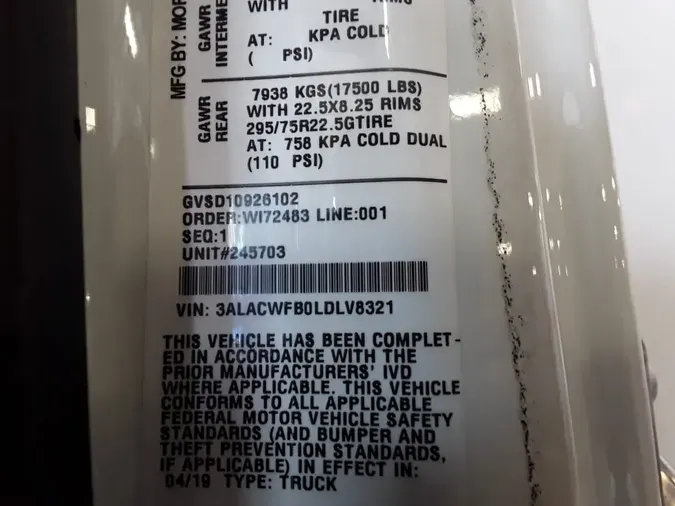 MFG BY: MOR
GAWR
INTERME
WITH RIMS
TIRE
AT: KPA COLD
( PSI)
GAWR
REAR
7938 KGS(17500 LBS)
WITH 22.5X8.25 RIMS
295/75R22.5GTIRE
AT: 758 KPA COLD DUAL
(110 PSI)
GVSD10926102
ORDER:WI72483 LINE:001
SEQ:1
UNIT#245703
VIN: 3ALACWFB0LDLV8321
THIS VEHICLE HAS BEEN COMPLET-
ED IN ACCORDANCE WITH THE
PRIOR MANUFACTURERS' IVD
WHERE APPLICABLE. THIS VEHICLE
CONFORMS TO ALL APPLICABLE
FEDERAL MOTOR VEHICLE SAFETY
STANDARDS (AND BUMPER AND
THEFT PREVENTION STANDARDS,
IF APPLICABLE) IN EFFECT IN:
04/19 TYPE: TRUCK